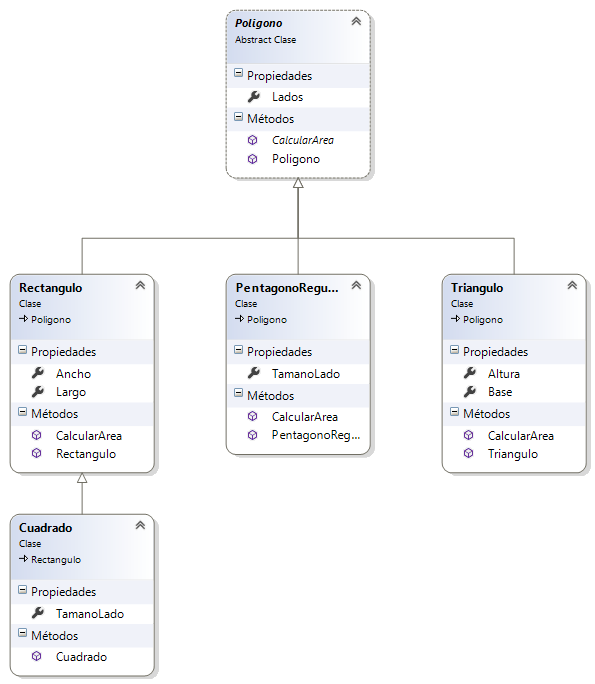 Poligono
Abstract Clase
Propiedades
Lados
Métodos
CalcularArea
Poligono
Rectangulo
Clase
Poligono
Propiedades
Ancho
Largo
Métodos
CalcularArea
Rectangulo
PentagonoRegu...
Clase
Poligono
Propiedades
TamanoLado
Métodos
CalcularArea
PentagonoReg...
Triangulo
Clase
Poligono
Propiedades
Altura
Base
Métodos
CalcularArea
Triangulo
Cuadrado
Clase
Rectangulo
Propiedades
TamanoLado
Métodos
Cuadrado